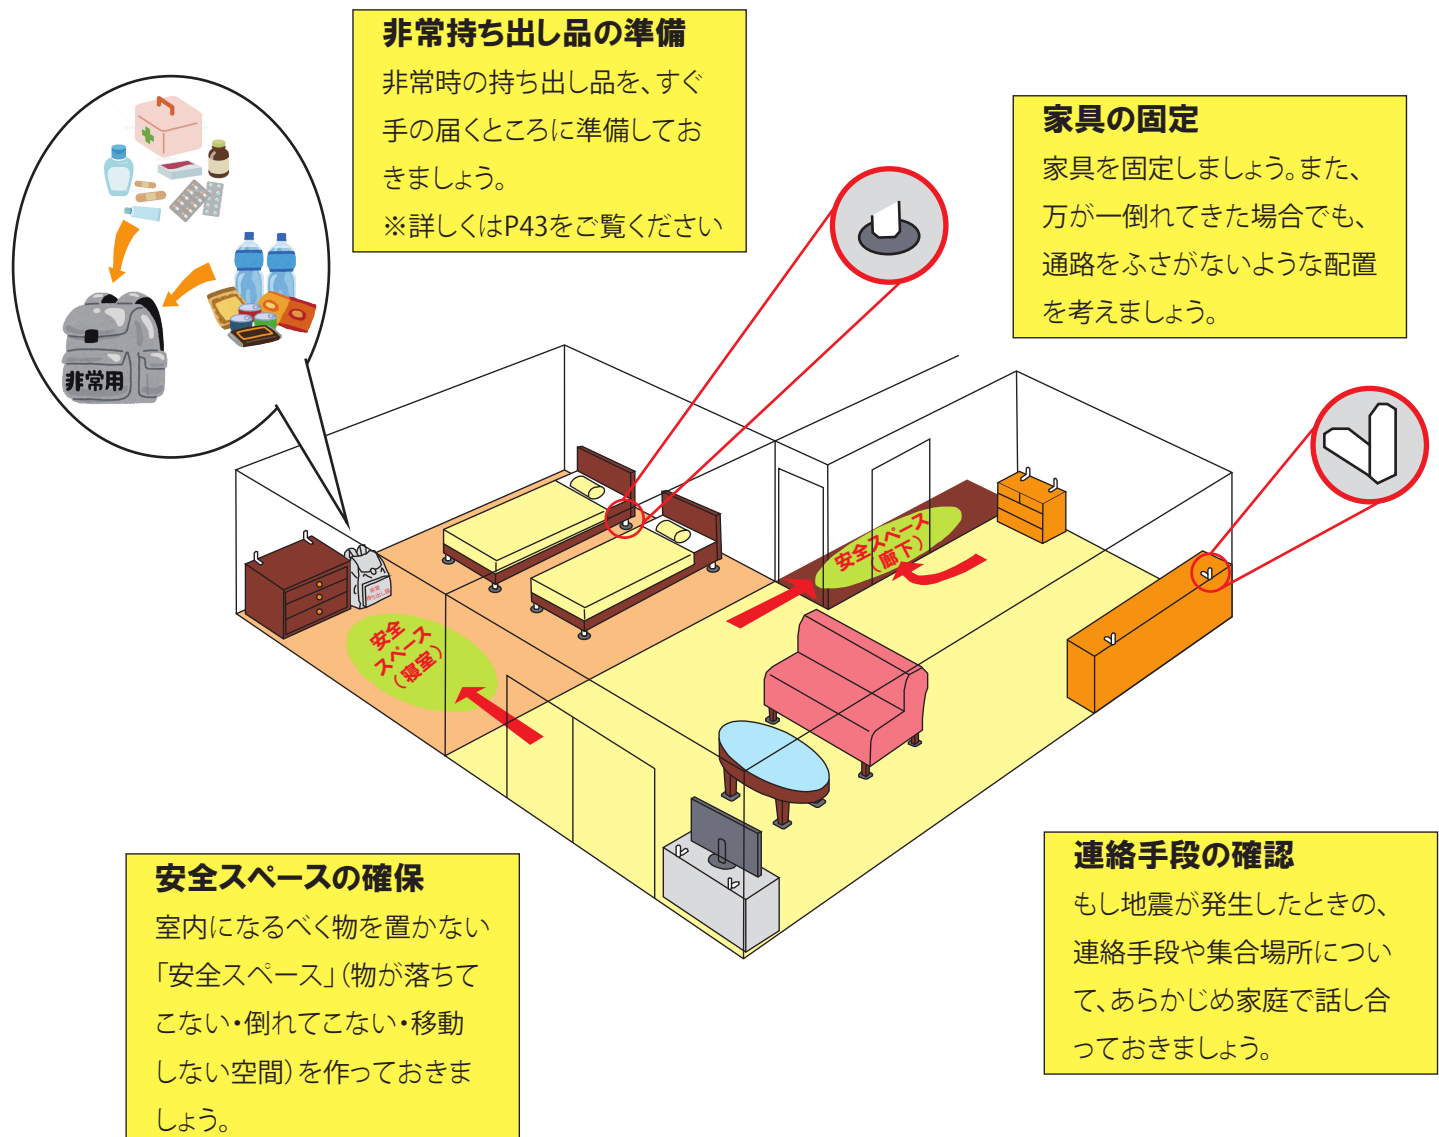 非常持ち出し品の準備
非常時の持ち出し品を、すぐ
手の届くところに準備してお
きましょう。
※詳しくはP43をご覧ください
家具の固定
家具を固定しましょう。また、
万が一倒れてきた場合でも、
通路をふさがないような配置
を考えましょう。
非常用
安全スペース
(廊下)
安全
スペース
(寝室)
安全スペースの確保
室内になるべく物を置かない
「安全スペース」(物が落ちて
こない・倒れてこない・移動
しない空間)を作っておきま
しょう。
連絡手段の確認
もし地震が発生したときの、
連絡手段や集合場所につい
て、あらかじめ家庭で話し合
っておきましょう。